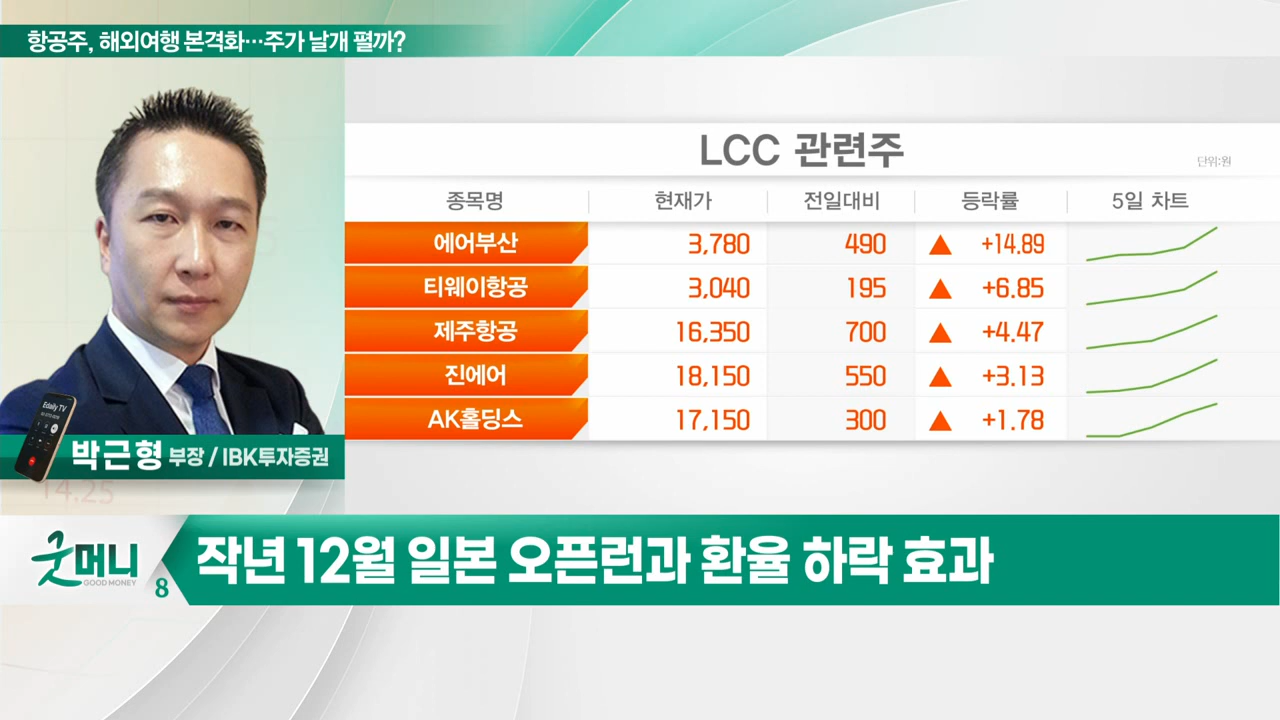 항공주, 해외여행 본격화…주가 날개 펼까?
LCC 관련주
단위:원
종목명 현재가 전일대비 등락률 5일 차트
에어부산 3,780 490 ▲ +14.89
티웨이항공 3,040 195 ▲ +6.85
제주항공 16,350 700 ▲ +4.47
진에어 18,150 550 ▲ +3.13
AK홀딩스 17,150 300 ▲ +1.78
Edaily TV
박근형 부장 / IBK투자증권
14.25
굿머니
GOOD MONEY
8
작년 12월 일본 오픈런과 환율 하락 효과